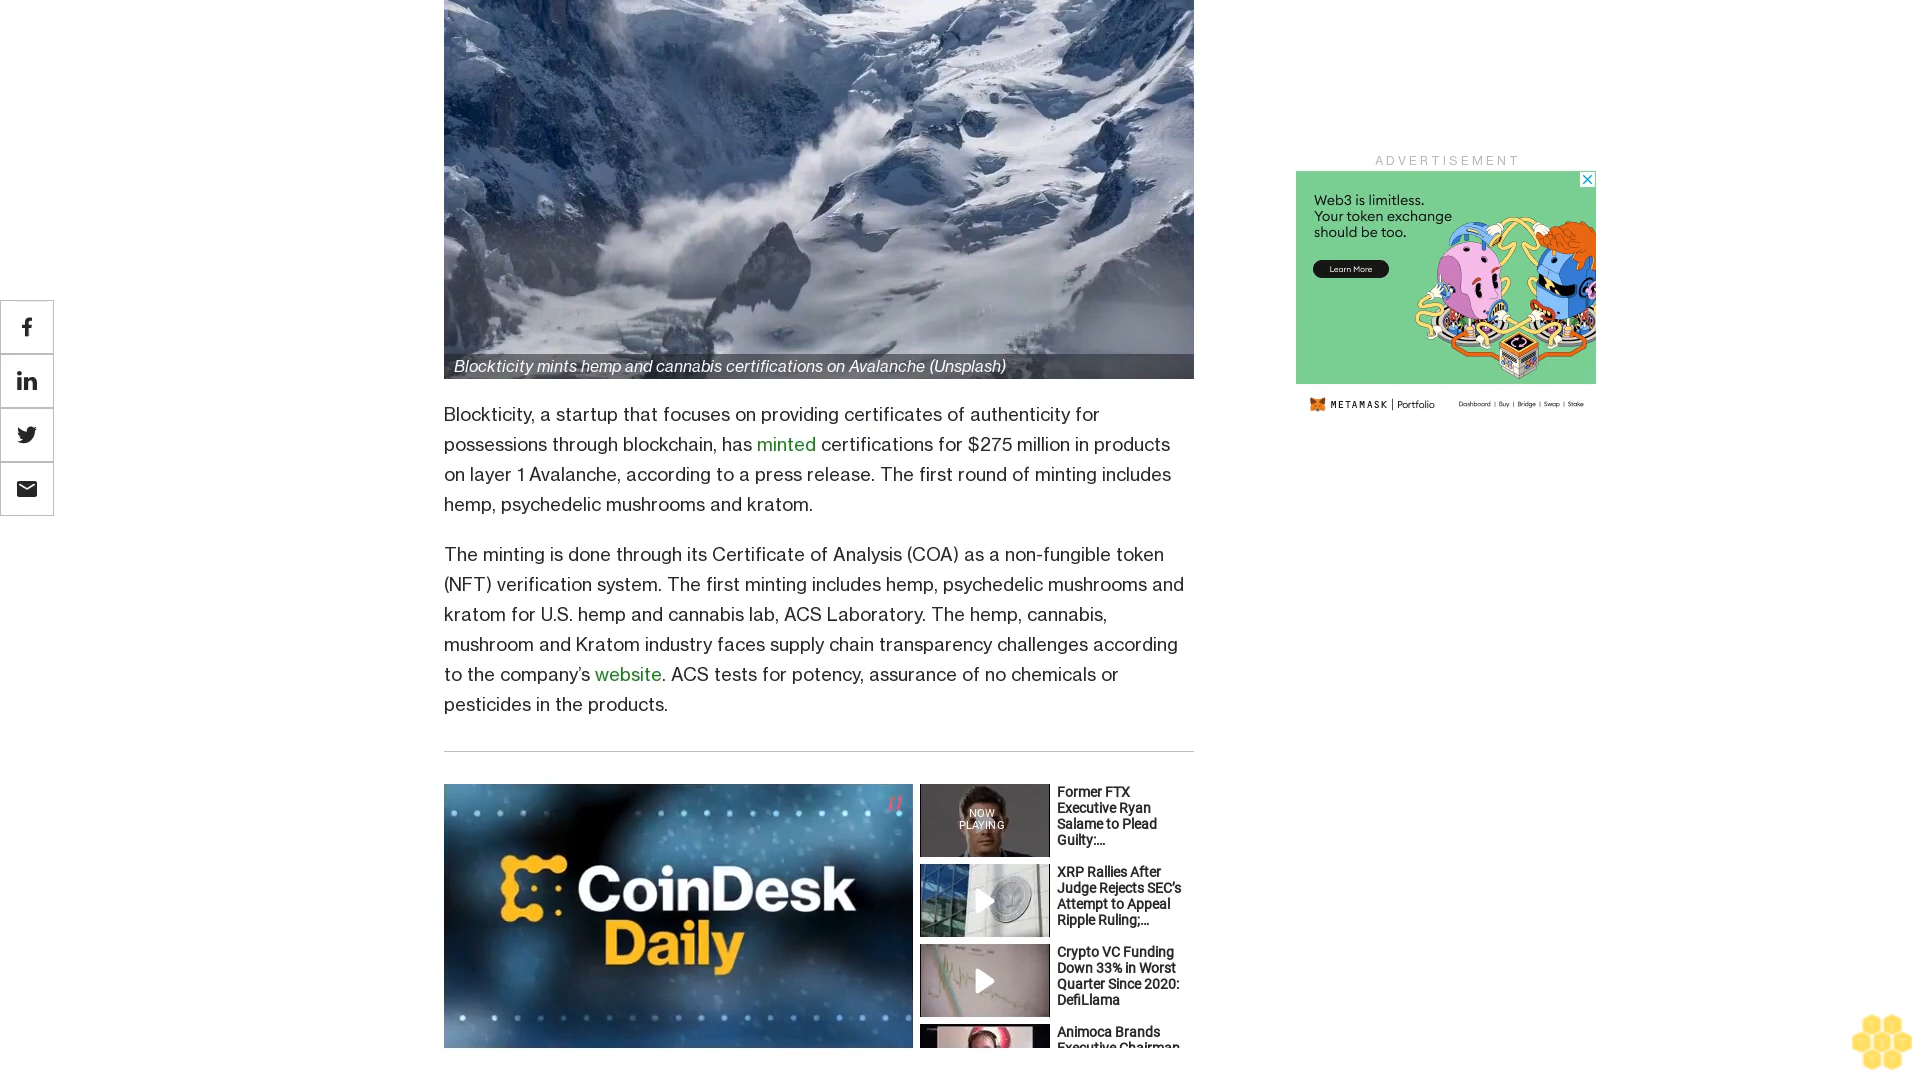 ADVERTISEMENT
Web3 is limitless.
Your token exchange
should be too.
Learn More
METAMASK | Portfolio
Dashboard | Buy | Bridge | Swap | Stake
Blockticity mints hemp and cannabis certifications on Avalanche (Unsplash)
Blockticity, a startup that focuses on providing certificates of authenticity for
possessions through blockchain, has minted certifications for $275 million in products
on layer 1 Avalanche, according to a press release. The first round of minting includes
hemp, psychedelic mushrooms and kratom.
The minting is done through its Certificate of Analysis (COA) as a non-fungible token
(NFT) verification system. The first minting includes hemp, psychedelic mushrooms and
kratom for U.S. hemp and cannabis lab, ACS Laboratory. The hemp, cannabis,
mushroom and Kratom industry faces supply chain transparency challenges according
to the company’s website. ACS tests for potency, assurance of no chemicals or
pesticides in the products.
CoinDesk
Daily
NOW
PLAYING
Former FTX
Executive Ryan
Salame to Plead
Guilty:...
XRP Rallies After
Judge Rejects SEC’s
Attempt to Appeal
Ripple Ruling;...
Crypto VC Funding
Down 33% in Worst
Quarter Since 2020:
DefiLlama
Animoca Brands
Executive Chairman